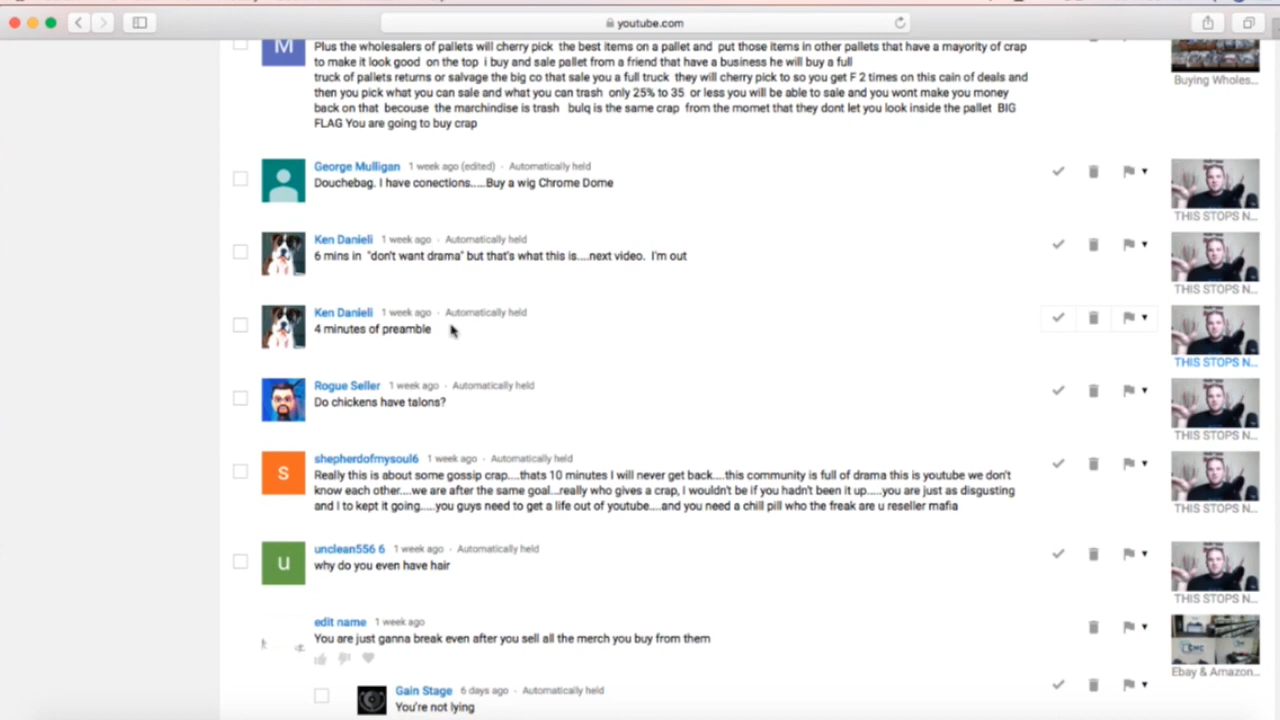 youtube.com
M
Plus the wholesalers of pallets will cherry pick the best items on a pallet and put those items in other pallets that have a mayority of crap
to make it look good on the top i buy and sale pallet from a friend that have a business he will buy a full
truck of pallets returns or salvage the big co that sale you a full truck they will cherry pick to so you get F 2 times on this cain of deals and
then you pick what you can sale and what you can trash only 25% to 35 or less you will be able to sale and you wont make you money
back on that becouse the marchindise is trash bulq is the same crap from the momet that they dont let you look inside the pallet BIG
FLAG You are going to buy crap
Buying Wholes...
George Mulligan 1 week ago (edited) · Automatically held
Douchebag. I have conections.....Buy a wig Chrome Dome
THIS STOPS N...
Ken Danieli 1 week ago · Automatically held
6 mins in "don't want drama" but that's what this is....next video. I'm out
THIS STOPS N...
Ken Danieli 1 week ago · Automatically held
4 minutes of preamble
THIS STOPS N...
Rogue Seller 1 week ago · Automatically held
Do chickens have talons?
THIS STOPS N...
S
shepherdofmysoul6 1 week ago · Automatically held
Really this is about some gossip crap....thats 10 minutes I will never get back....this community is full of drama this is youtube we don't
know each other....we are after the same goal...really who gives a crap, I wouldn't be if you hadn't been it up.....you are just as disgusting
and I to kept it going.....you guys need to get a life out of youtube....and you need a chill pill who the freak are u reseller mafia
THIS STOPS N...
u
unclean556 6 1 week ago · Automatically held
why do you even have hair
THIS STOPS N...
edit name 1 week ago
You are just ganna break even after you sell all the merch you buy from them
Ebay & Amazon...
Gain Stage 6 days ago · Automatically held
You're not lying